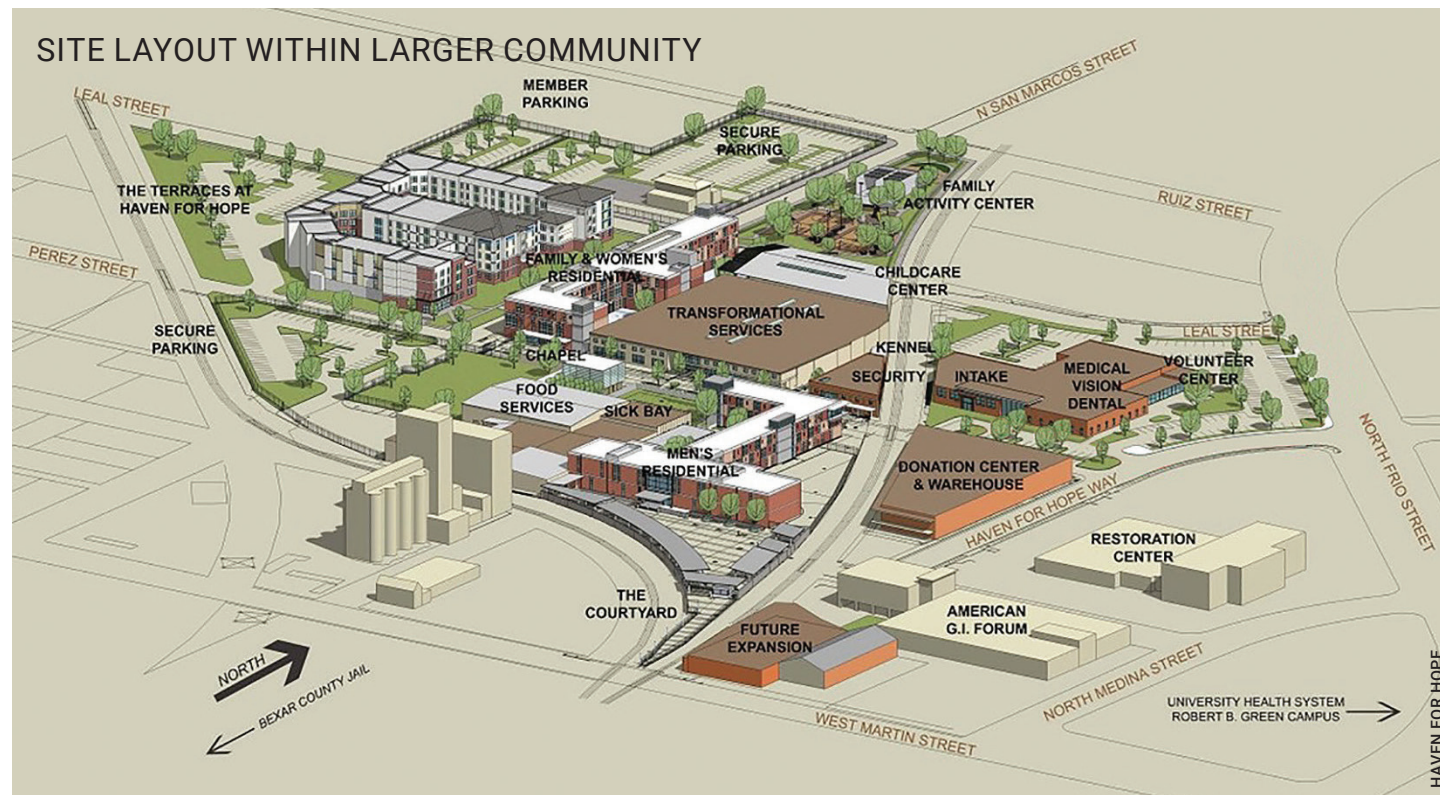 SITE LAYOUT WITHIN LARGER COMMUNITY
LEAL STREET
MEMBER
PARKING
N SAN MARCOS STREET
SECURE
PARKING
THE TERRACES AT
HAVEN FOR HOPE
FAMILY
ACTIVITY CENTER
RUIZ STREET
PEREZ STREET
FAMILY & WOMEN'S
RESIDENTIAL
CHILDCARE
CENTER
TRANSFORMATIONAL
SERVICES
SECURE
PARKING
LEAL STREET
CHAPEL
KENNEL
SECURITY
INTAKE
MEDICAL
VISION
DENTAL
VOLUNTEER
CENTER
FOOD
SERVICES
SICK BAY
MEN'S
RESIDENTIAL
DONATION CENTER
& WAREHOUSE
NORTH FRIO STREET
HAVEN FOR HOPE WAY
RESTORATION
CENTER
THE
COURTYARD
AMERICAN
G.I. FORUM
FUTURE
EXPANSION
NORTH
BEXAR COUNTY JAIL
NORTH MEDINA STREET
WEST MARTIN STREET
UNIVERSITY HEALTH SYSTEM
ROBERT B. GREEN CAMPUS
HAVEN FOR HOPE